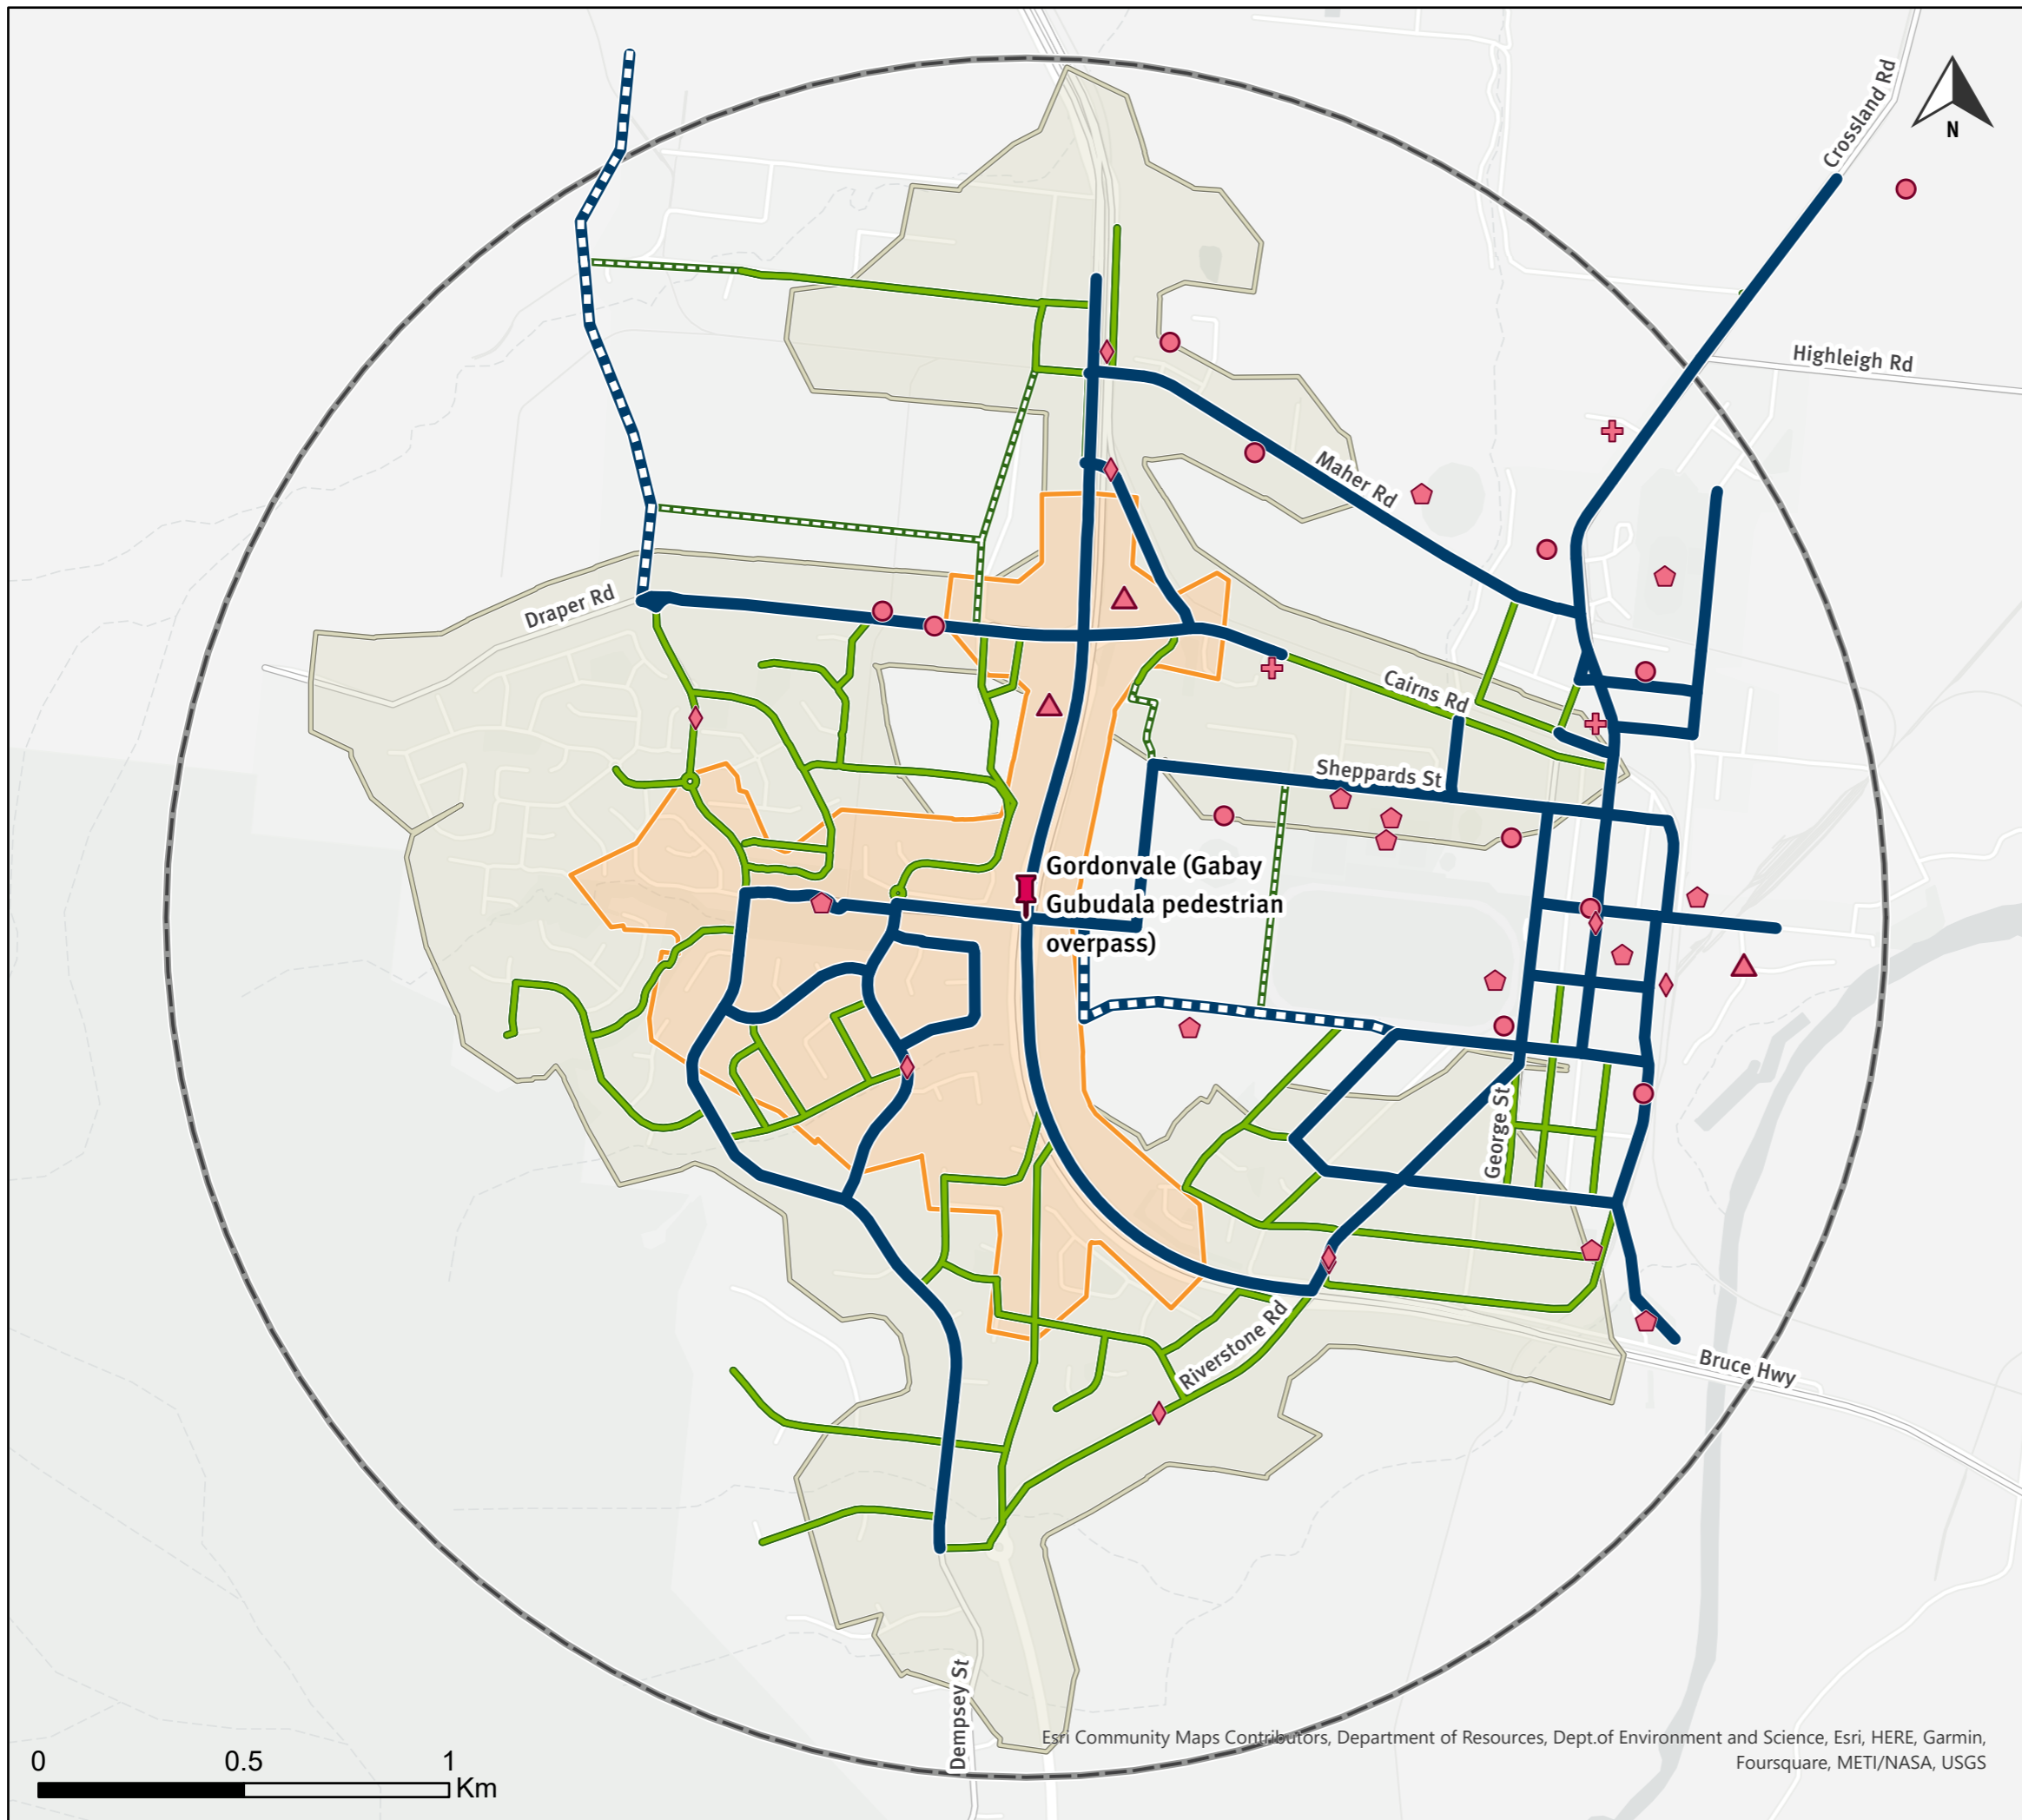 Crossland Rd
N
Highleigh Rd
Maher Rd
Draper Rd
Cairns Rd
Sheppards St
Gordonvale (Gabay
Gubudala pedestrian
overpass)
George St
Riverstone Rd
Bruce Hwy
Dempsey St
Esri Community Maps Contributors, Department of Resources, Dept.of Environment and Science, Esri, HERE, Garmin,
Foursquare, METI/NASA, USGS
0 0.5 1
Km